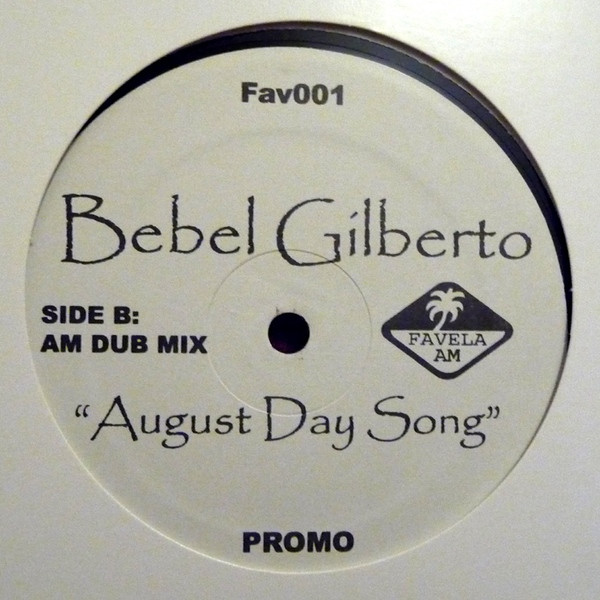 Fav001
Bebel Gilberto
SIDE B:
AM DUB MIX
FAVELA
AM
“August Day Song”
PROMO